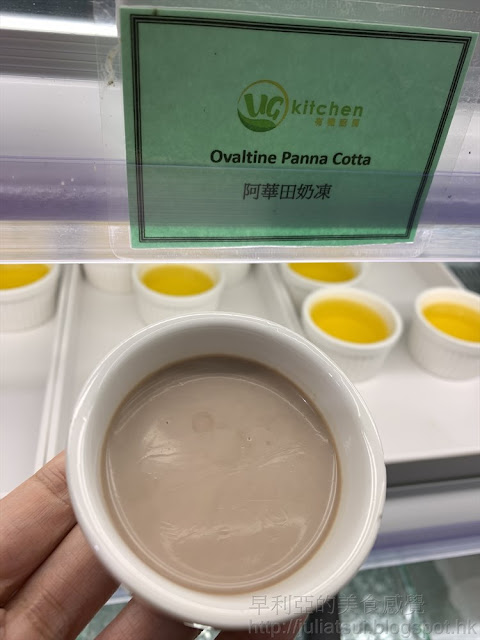 UG kitchen
Ovaltine Panna Cotta
阿華田奶凍
早利亞的美食感覺
http://juliatsut.blogspot.hk